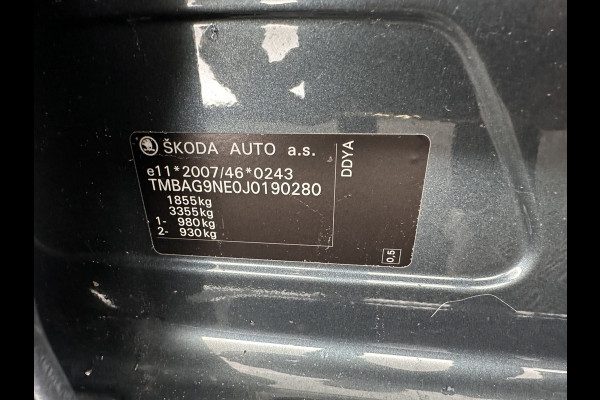 ŠKODA AUTO a.s.
e11*2007/46*0243
TMBAG9NE0J0190280
1855kg
3355kg
1- 980kg
2- 930kg
DDYA
0,5